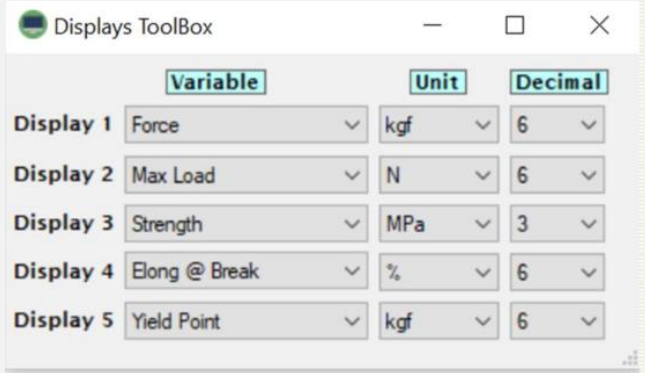 Displays ToolBox
Variable Unit Decimal
Display 1 Force kgf 6
Display 2 Max Load N 6
Display 3 Strength MPa 3
Display 4 Elong @ Break % 6
Display 5 Yield Point kgf 6